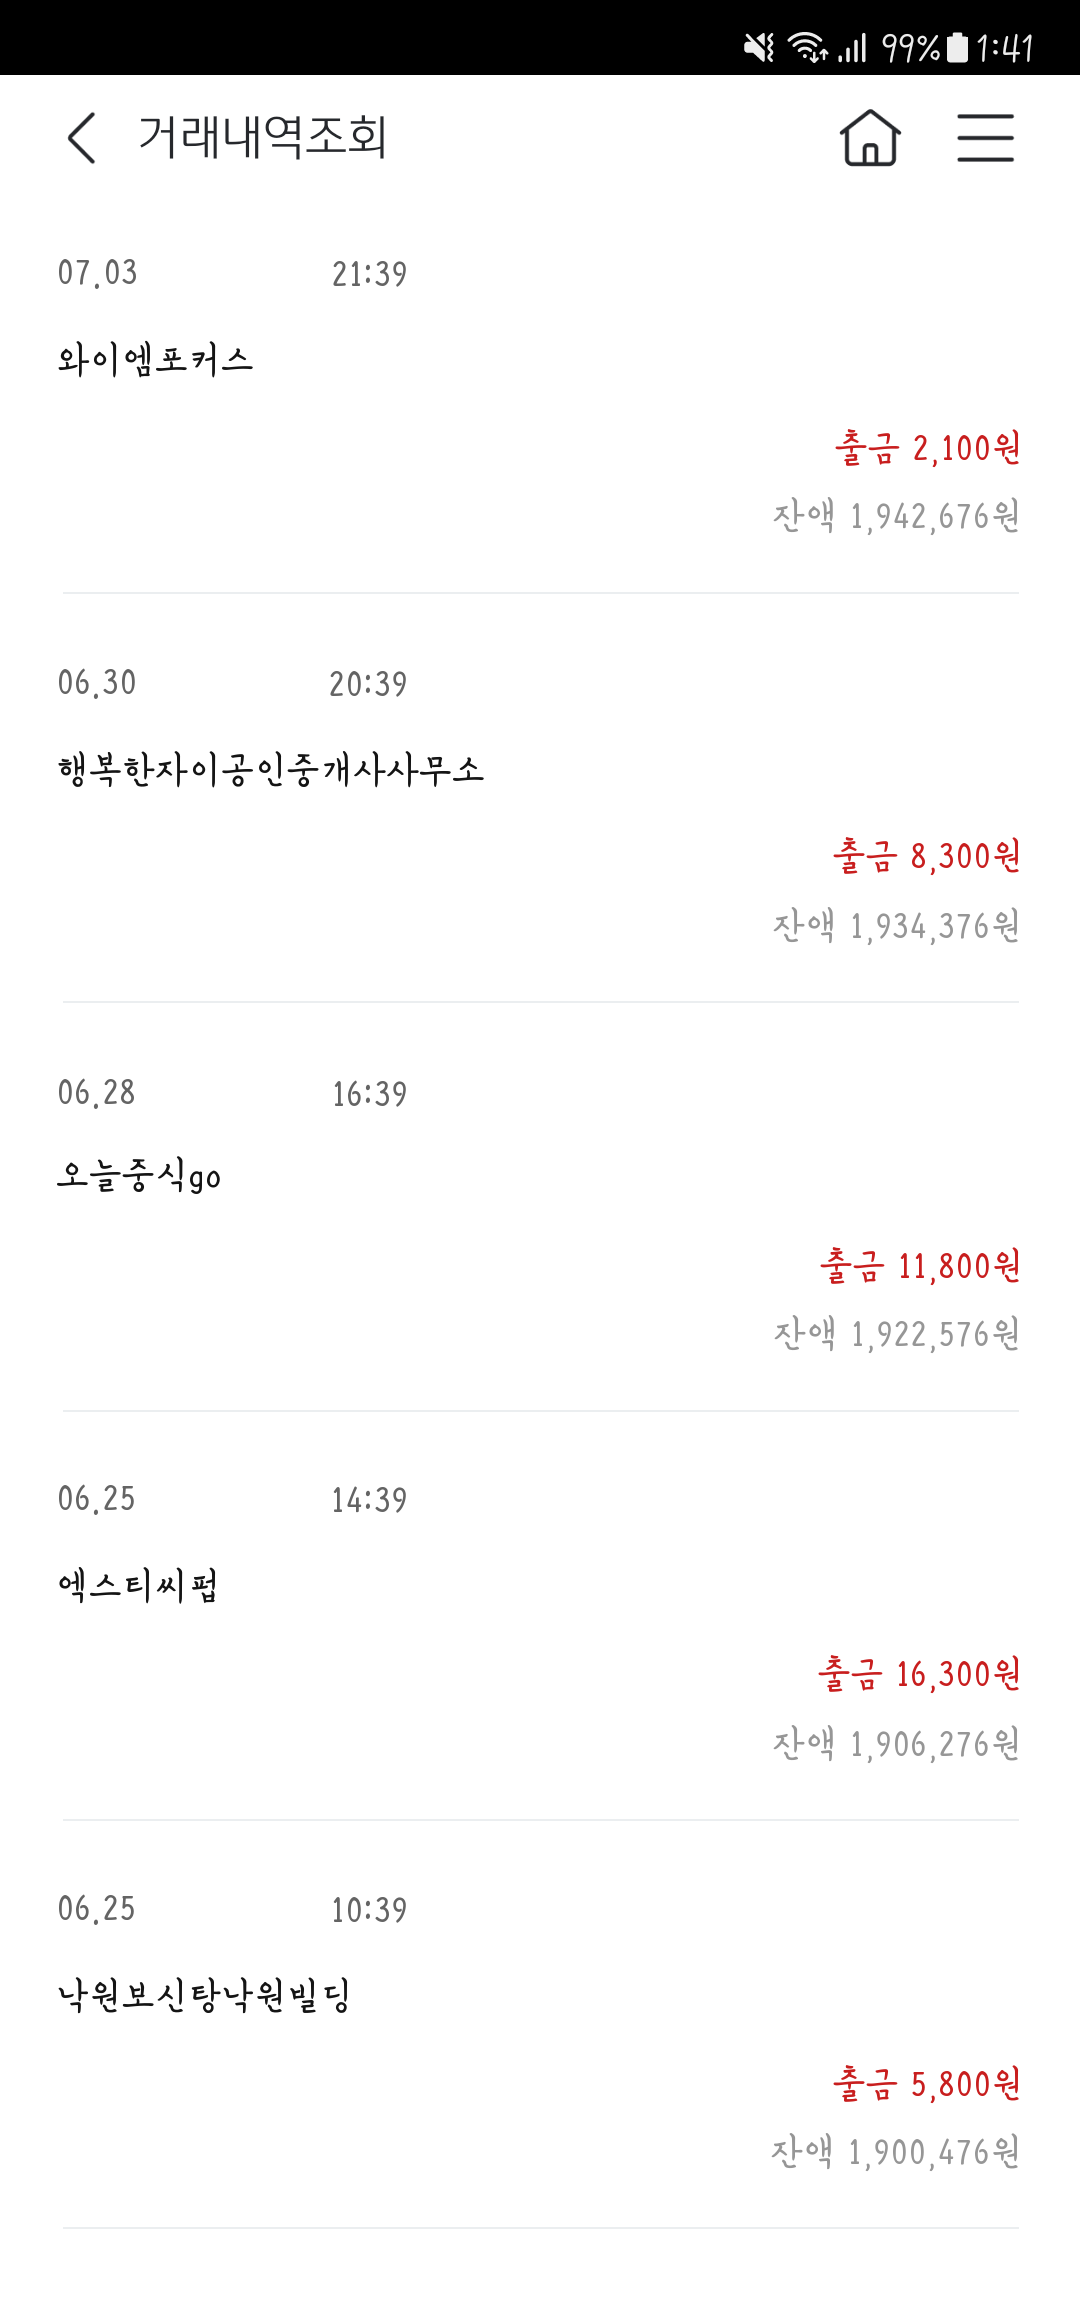 99% 1:41
거래내역조회
07.03 21:39
와이엠포커스
출금 2,100원
잔액 1,942,676원
06.30 20:39
행복한자이공인중개사사무소
출금 8,300원
잔액 1,934,376원
06.28 16:39
오늘중식go
출금 11,800원
잔액 1,922,576원
06.25 14:39
엑스티씨펍
출금 16,300원
잔액 1,906,276원
06.25 10:39
낙원보신탕낙원빌딩
출금 5,800원
잔액 1,900,476원